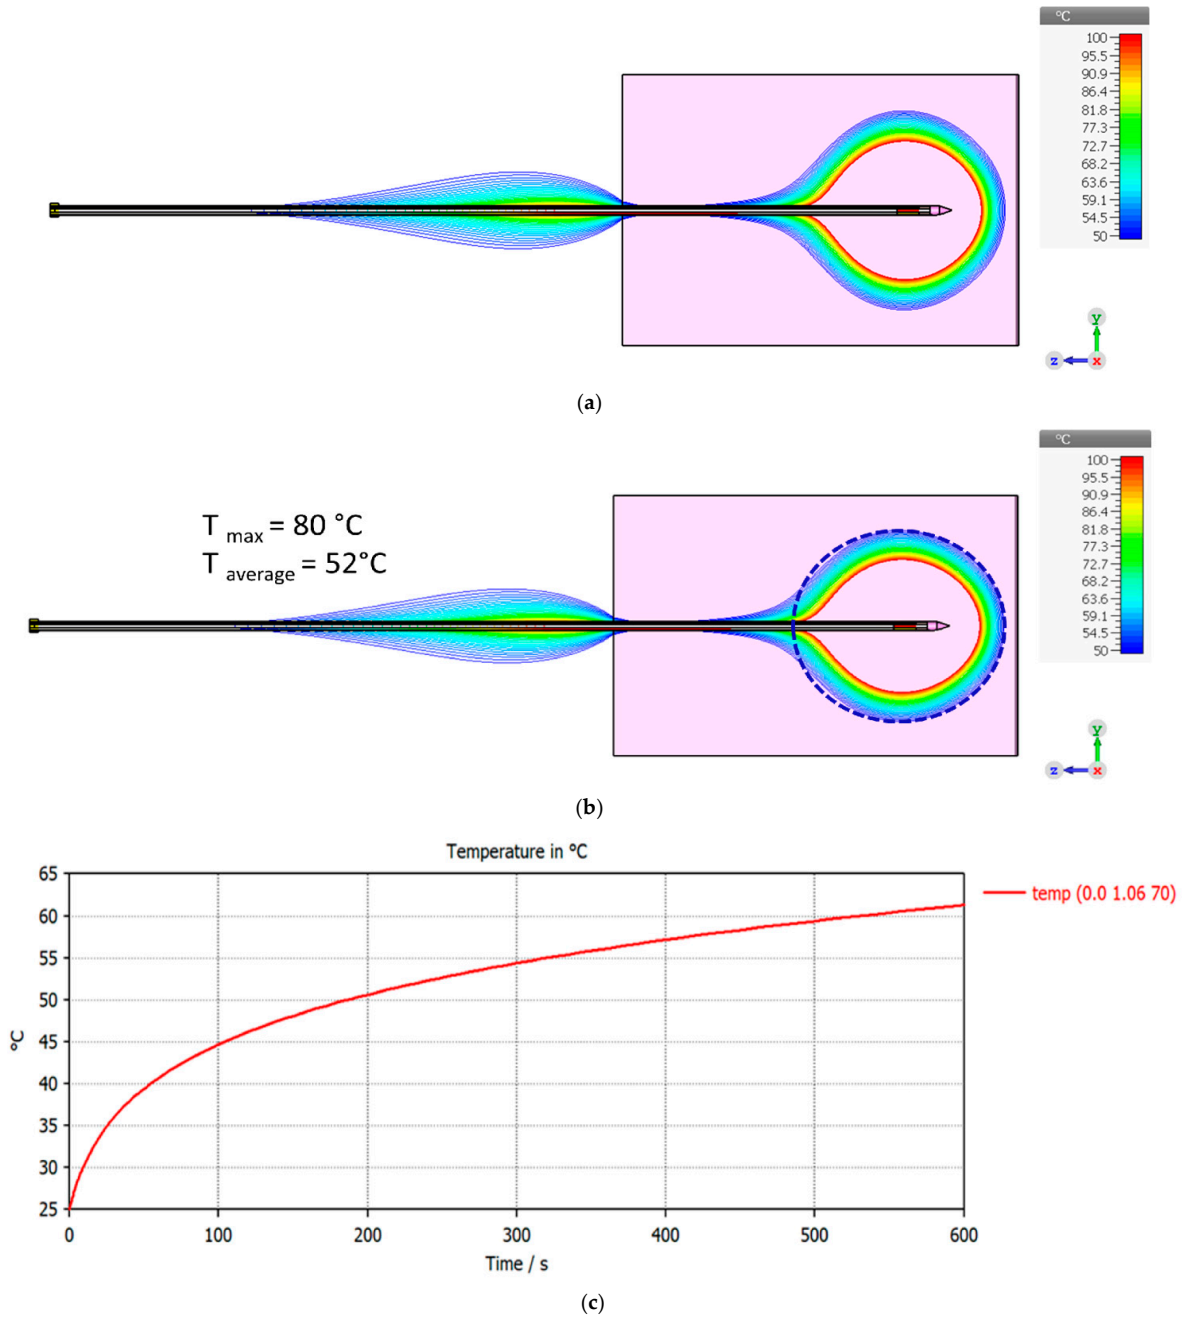 °C
100
95.5
90.9
86.4
81.8
77.3
72.7
68.2
63.6
59.1
54.5
50
y
z x
(a)
°C
100
95.5
90.9
86.4
81.8
77.3
72.7
68.2
63.6
59.1
54.5
50
T max = 80 °C
T average = 52°C
y
z x
(b)
Temperature in °C
65
60
55
50
45
40
35
30
25
°C
0 100 200 300 400 500 600
Time / s
temp (0.0 1.06 70)
(c)